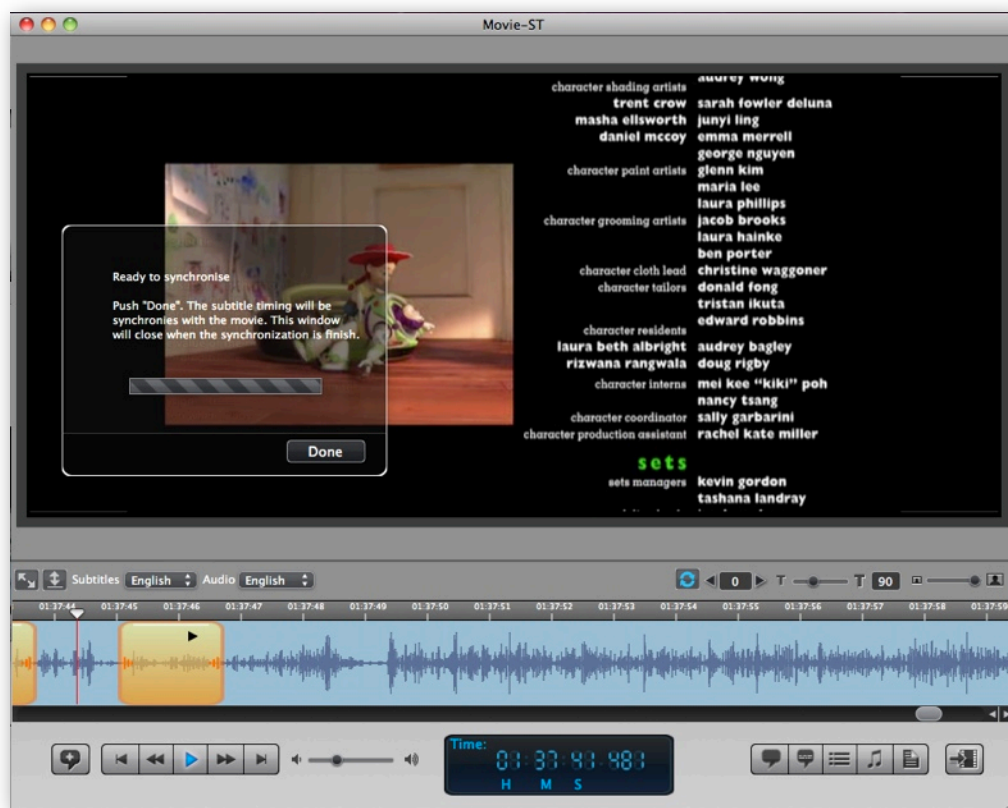 Movie-ST
audrey wong
character shading artists
trent crow sarah fowler deluna
masha ellsworth junyi ling
daniel mccoy emma merrell
george nguyen
character paint artists glenn kim
maria lee
laura phillips
character grooming artists jacob brooks
laura hainke
ben porter
character cloth lead christine waggoner
character tailors donald fong
tristan ikuta
edward robbins
character residents
laura beth albright audrey bagley
rizwana rangwala doug rigby
character interns mei kee “kiki” poh
nancy tsang
character coordinator sally garbarini
character production assistant rachel kate miller
sets
sets managers kevin gordon
tashana landray
Ready to synchronise
Push "Done". The subtitle timing will be
synchronies with the movie. This window
will close when the synchronization is finish.
Done
Subtitles English Audio English 0 T T 90
01:37:44 01:37:45 01:37:46 01:37:47 01:37:48 01:37:49 01:37:50 01:37:51 01:37:52 01:37:53 01:37:54 01:37:55 01:37:56 01:37:57 01:37:58 01:37:59
Time:
01:37:41·481
H M S